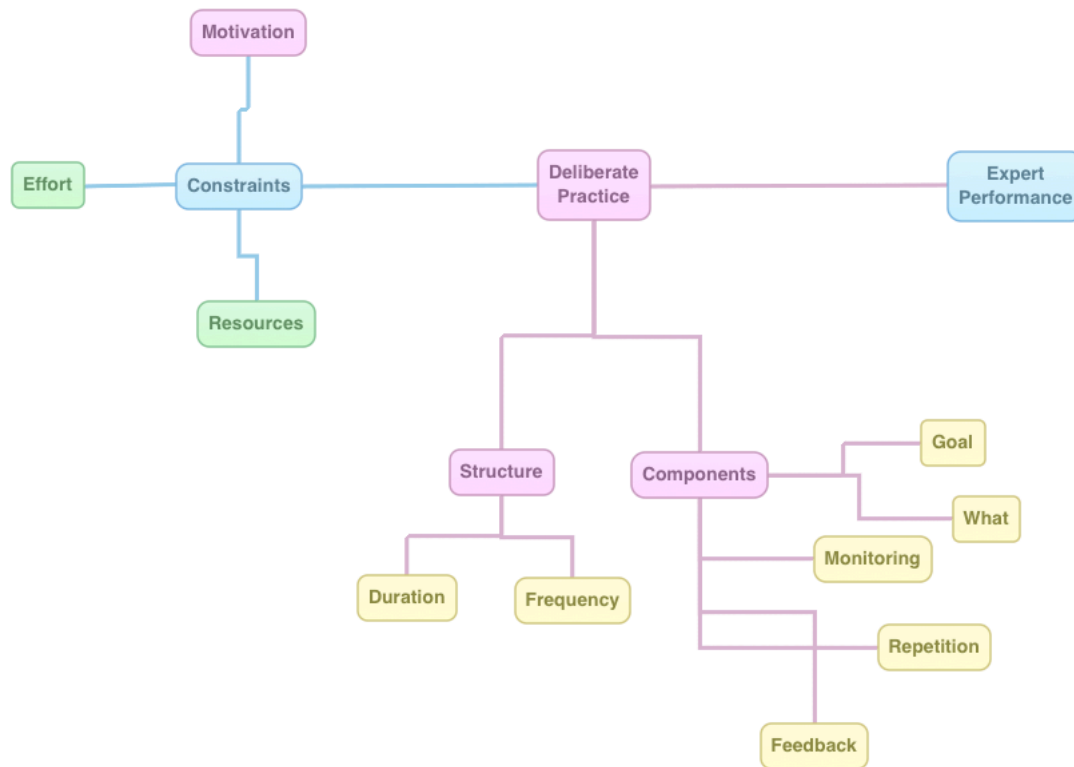 Motivation
Effort
Constraints
Deliberate
Practice
Expert
Performance
Resources
Structure
Components
Goal
What
Monitoring
Duration
Frequency
Repetition
Feedback